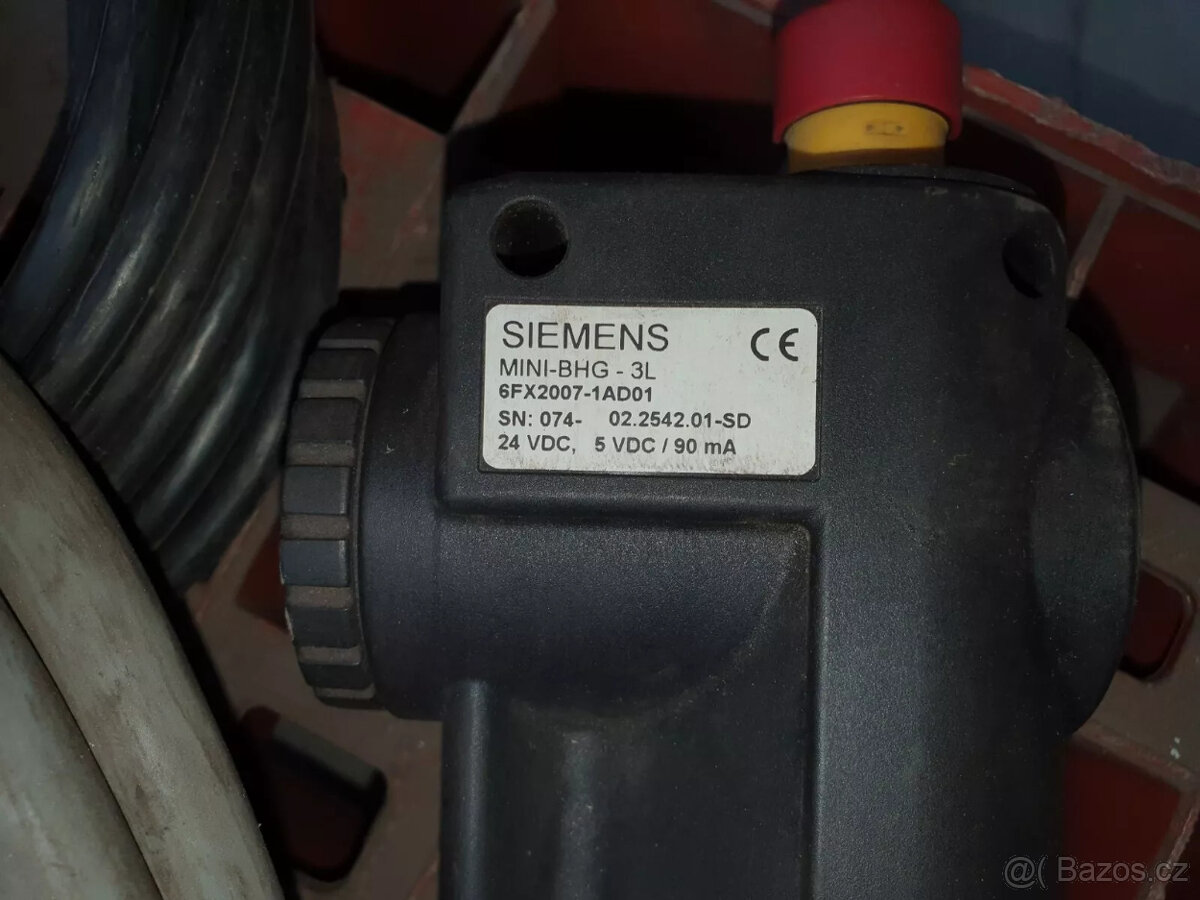 SIEMENS CE
MINI-BHG - 3L
6FX2007-1AD01
SN: 074- 02.2542.01-SD
24 VDC, 5 VDC / 90 mA
@( Bazos.cz